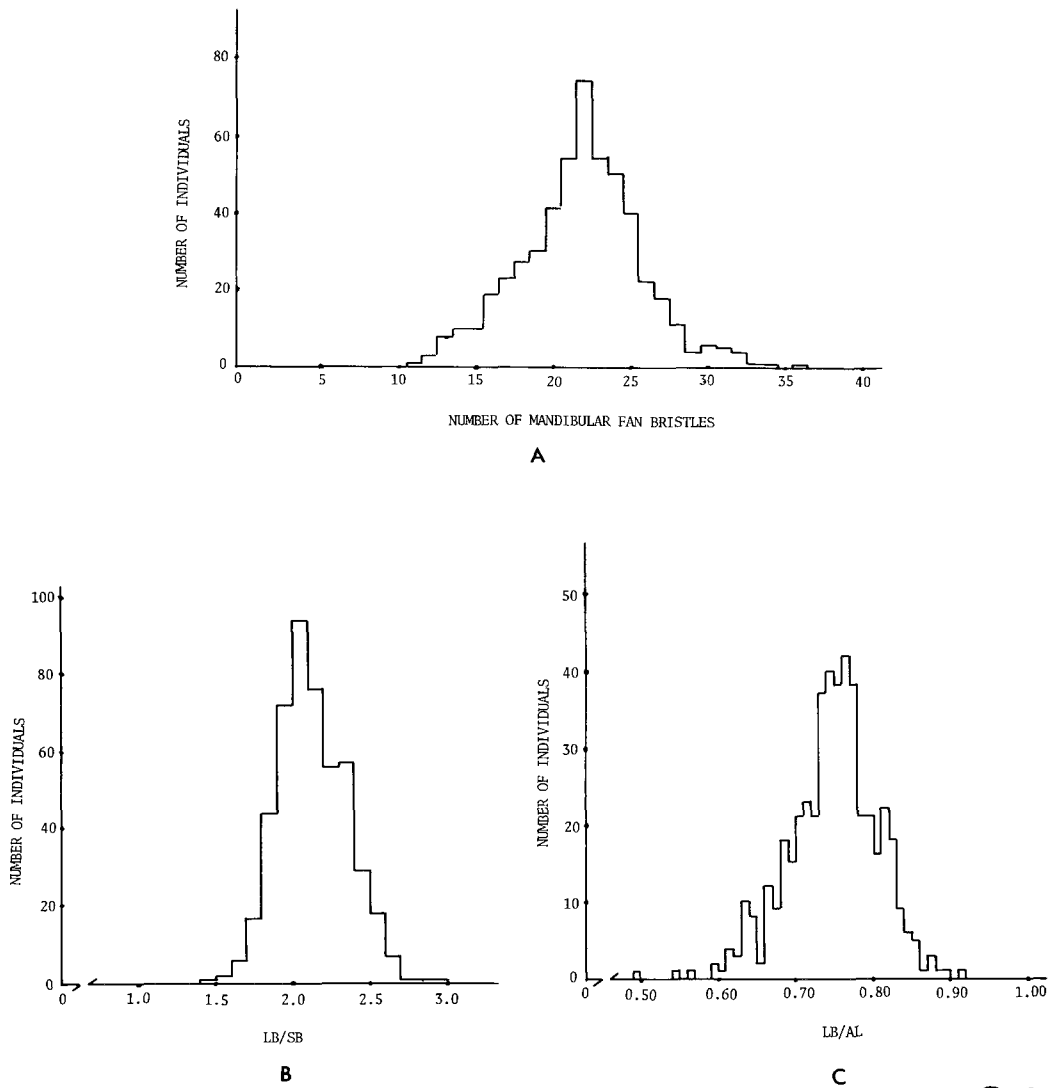 80
60
40
20
0
NUMBER OF INDIVIDUALS
0 5 10 15 20 25 30 35 40
NUMBER OF MANDIBULAR FAN BRISTLES
A
100
80
60
40
20
0
NUMBER OF INDIVIDUALS
0 1.0 1.5 2.0 2.5 3.0
LB/SB
B
50
40
30
20
10
0
NUMBER OF INDIVIDUALS
0 0.50 0.60 0.70 0.80 0.90 1.00
LB/AL
C